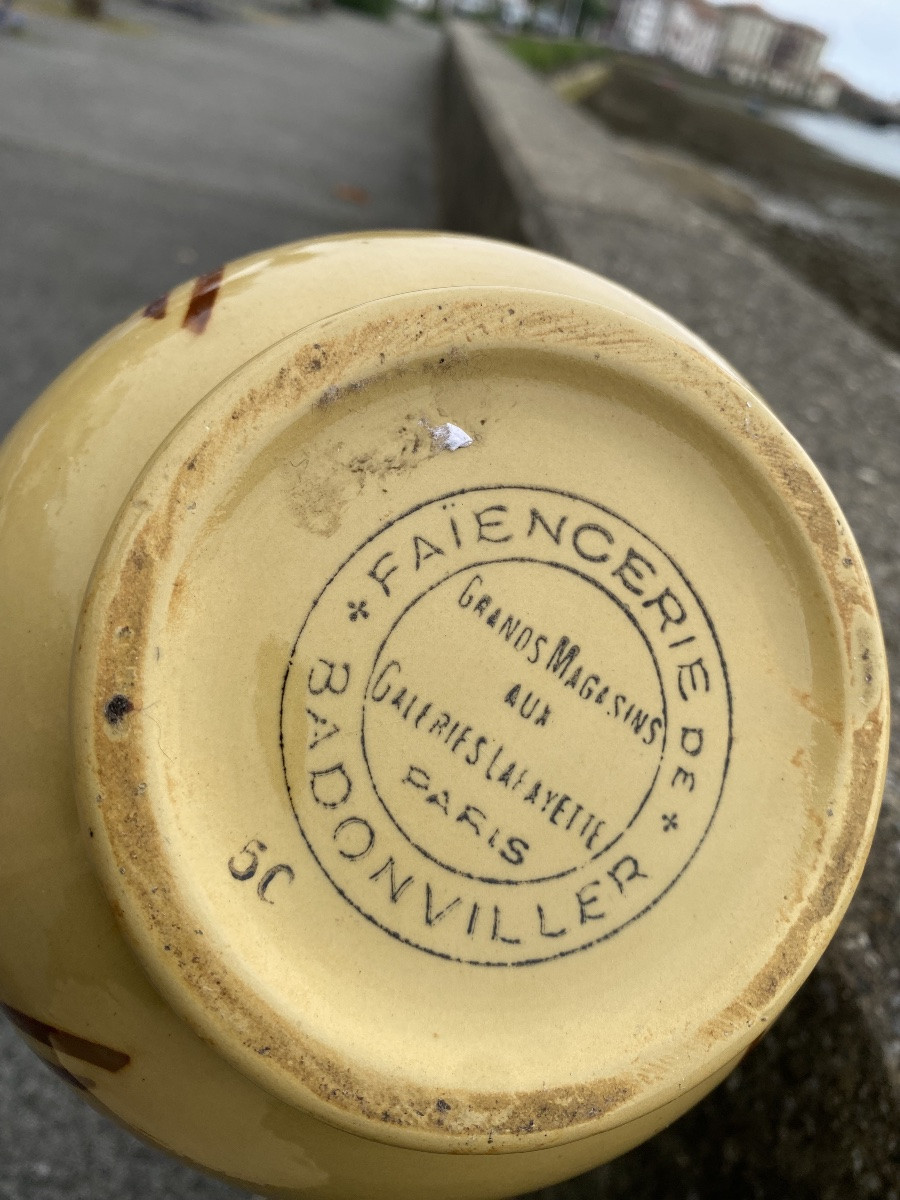 FAÏENCERIE DE
BADONVILLER
GRANDS MAGASINS
AUX
GALERIES LAFAYETTE
PARIS
5C